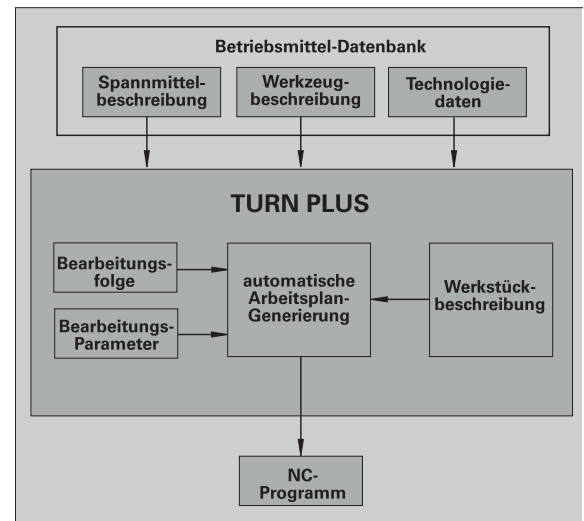 Betriebsmittel-Datenbank
Spannmittel-
beschreibung
Werkzeug-
beschreibung
Technologie-
daten
TURN PLUS
Bearbeitungs-
folge
Bearbeitungs-
Parameter
automatische
Arbeitsplan-
Generierung
Werkstück-
beschreibung
NC-
Programm